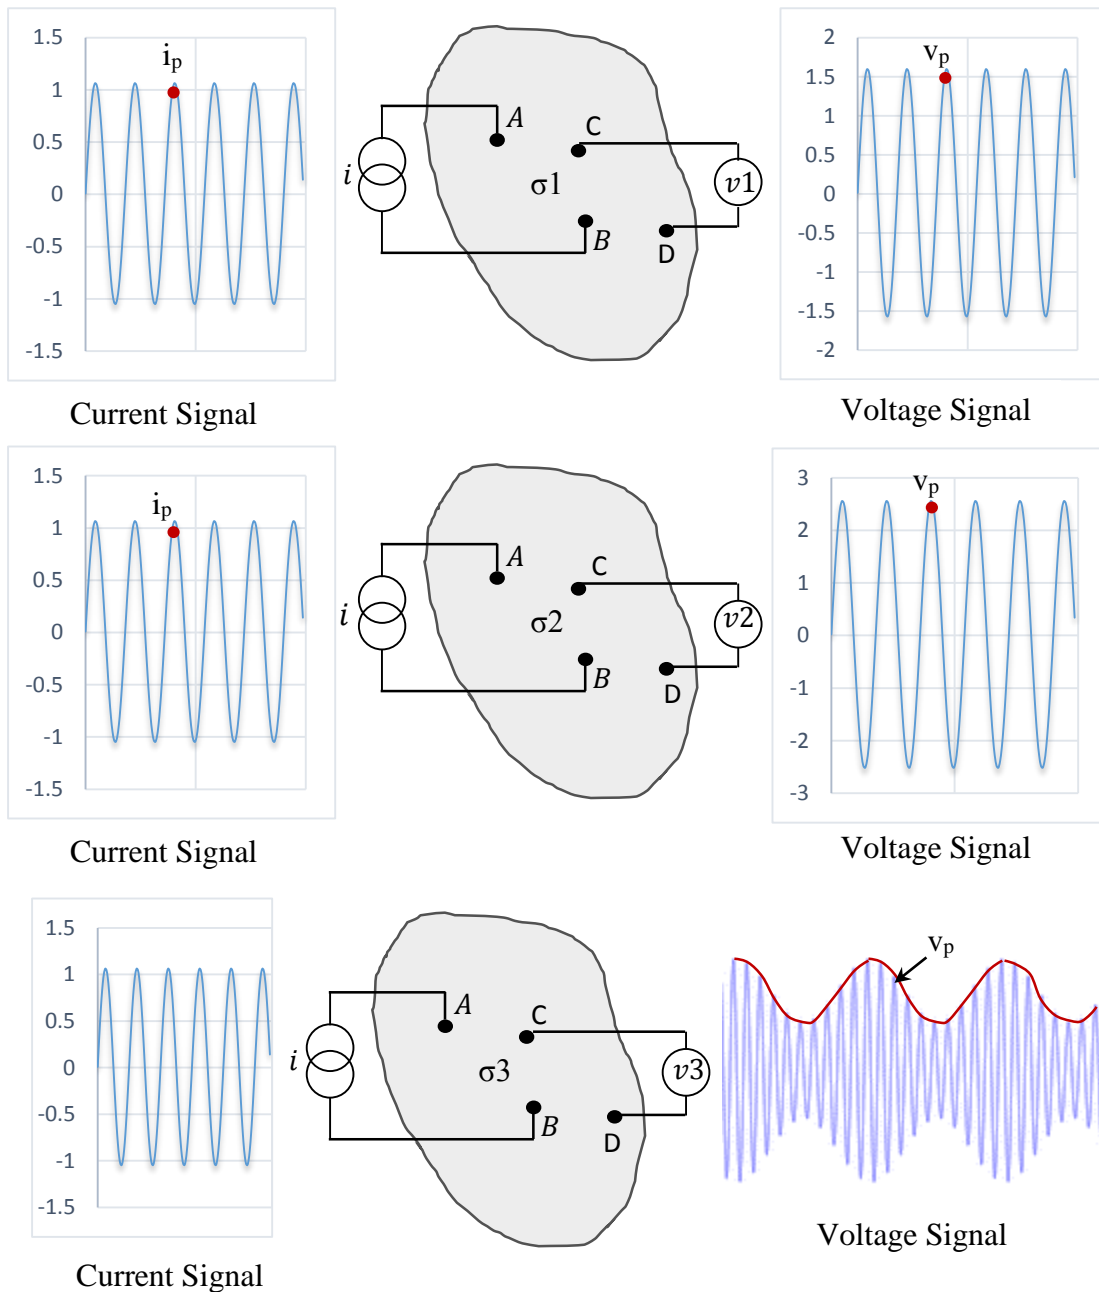 1.5
1
0.5
0
-0.5
-1
-1.5
i_p
Current Signal
i
A
C
σ1
B
D
v1
2
1.5
1
0.5
0
-0.5
-1
-1.5
-2
v_p
Voltage Signal
1.5
1
0.5
0
-0.5
-1
-1.5
i_p
Current Signal
i
A
C
σ2
B
D
v2
3
2
1
0
-1
-2
-3
v_p
Voltage Signal
1.5
1
0.5
0
-0.5
-1
-1.5
Current Signal
i
A
C
σ3
B
D
v3
v_p
Voltage Signal